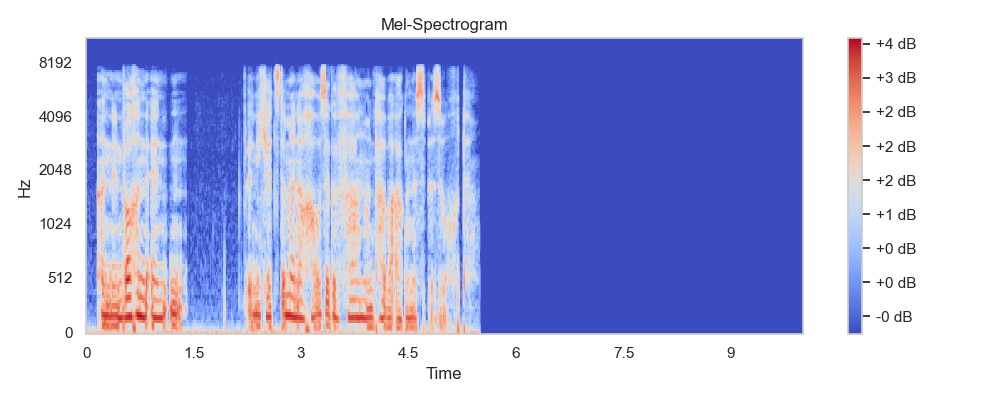 Mel-Spectrogram
8192
4096
2048
1024
512
0
Hz
0 1.5 3 4.5 6 7.5 9
Time
+4 dB
+3 dB
+2 dB
+2 dB
+2 dB
+1 dB
+0 dB
+0 dB
-0 dB